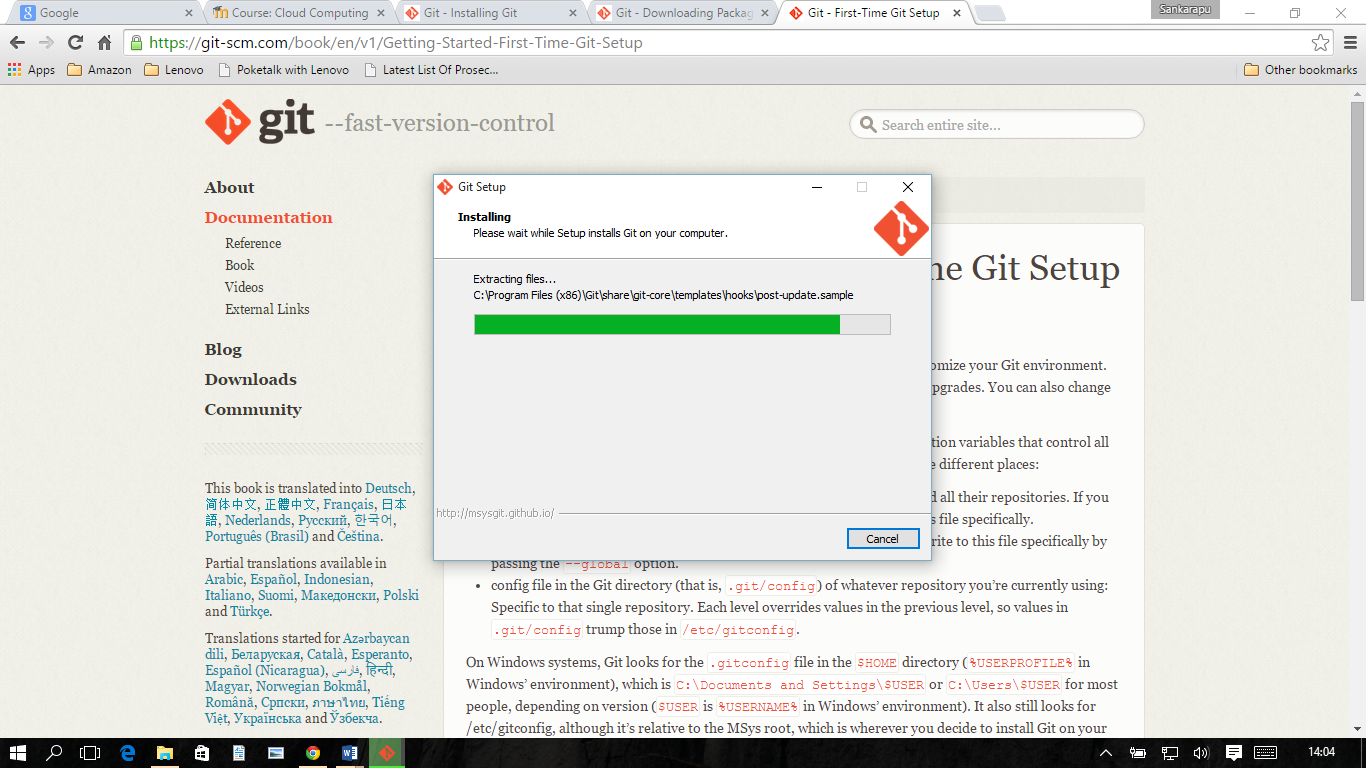 Google
Course: Cloud Computing
Git - Installing Git
Git - Downloading Packag
Git - First-Time Git Setup
Sankarapu
https://git-scm.com/book/en/v1/Getting-Started-First-Time-Git-Setup
Apps
Amazon
Lenovo
Poketalk with Lenovo
Latest List Of Prosec...
Other bookmarks
git --fast-version-control
Search entire site...
About
Documentation
Reference
Book
Videos
External Links
Blog
Downloads
Community
This book is translated into Deutsch,
简体中文, 正體中文, Français, 日本
語, Nederlands, Русский, 한국어,
Português (Brasil) and Čeština.
Partial translations available in
Arabic, Español, Indonesian,
Italiano, Suomi, Македонски, Polski
and Türkçe.
Translations started for Azərbaycan
dili, Беларуская, Català, Esperanto,
Español (Nicaragua), فارسی, हिन्दी,
Magyar, Norwegian Bokmål,
Română, Српски, ภาษาไทย, Tiếng
Việt, Українська and Ўзбекча.
Git Setup
Installing
Please wait while Setup installs Git on your computer.
Extracting files...
C:\Program Files (x86)\Git\share\git-core\templates\hooks\post-update.sample
http://msysgit.github.io/
Cancel
ne Git Setup
omize your Git environment.
pgrades. You can also change
tion variables that control all
e different places:
d all their repositories. If you
s file specifically.
rite to this file specifically by
passing the --global option.
• config file in the Git directory (that is, .git/config) of whatever repository you're currently using:
Specific to that single repository. Each level overrides values in the previous level, so values in
.git/config trump those in /etc/gitconfig.
On Windows systems, Git looks for the .gitconfig file in the $HOME directory (%USERPROFILE% in
Windows' environment), which is C:\Documents and Settings\$USER or C:\Users\$USER for most
people, depending on version ($USER is %USERNAME% in Windows' environment). It also still looks for
/etc/gitconfig, although it's relative to the MSys root, which is wherever you decide to install Git on your
14:04